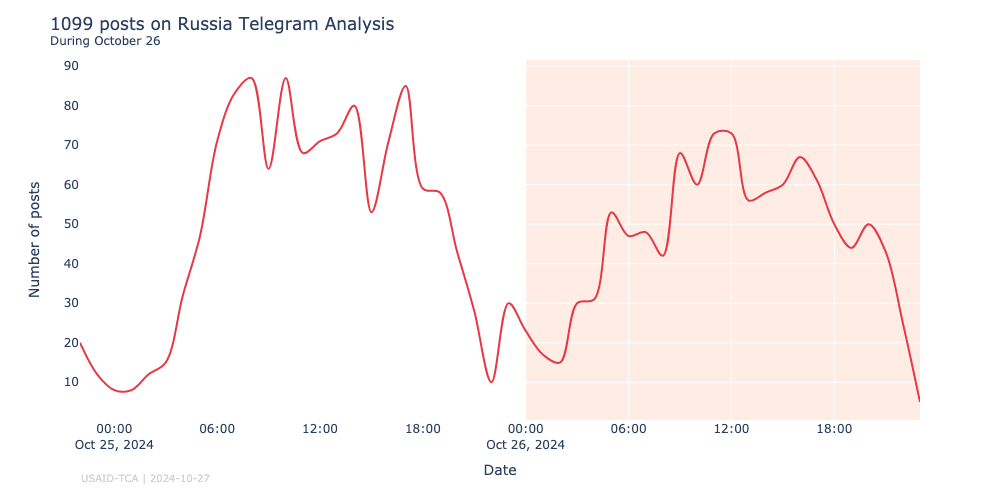 1099 posts on Russia Telegram Analysis
During October 26
Number of posts
90
80
70
60
50
40
30
20
10
00:00 06:00 12:00 18:00 00:00 06:00 12:00 18:00
Oct 25, 2024 Oct 26, 2024
Date
USAID-TCA | 2024-10-27